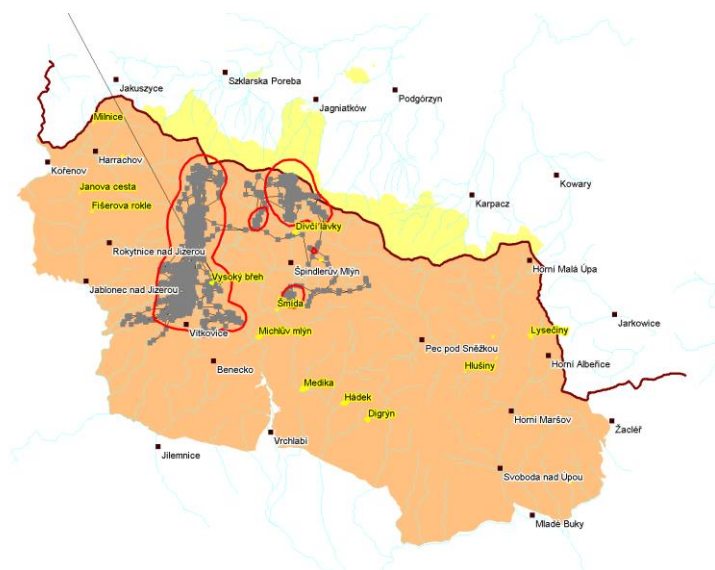 Szklarska Poreba
Jakuszyce
Podgórzyn
Jagniatków
Milnice
Harrachov
Kořenov
Kowary
Janova cesta
Karpacz
Fišerova rokle
Dívčí lávky
Rokytnice nad Jizerou
Špindlerův Mlýn
Horní Malá Úpa
Vysoký břeh
Jablonec nad Jizerou
Šmída
Jarkowice
Vítkovice
Michlův mlýn
Lysečiny
Pec pod Sněžkou
Horní Albeřice
Benecko
Hlušiny
Medika
Hádek
Digrýn
Horní Maršov
Žacléř
Vrchlabí
Jilemnice
Svoboda nad Úpou
Mladé Buky